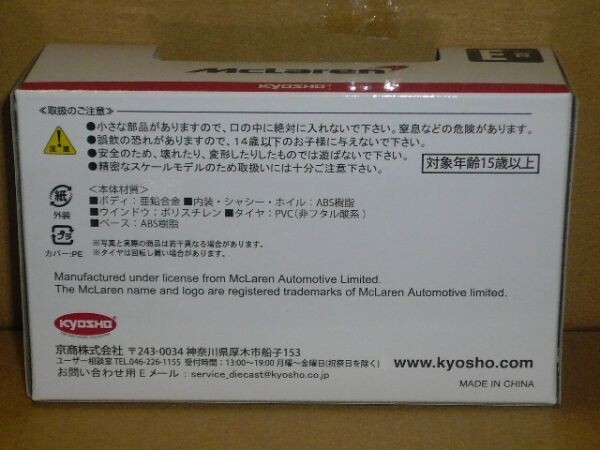 McLaren
KYOSHO
≪取扱のご注意≫
注意
●小さな部品がありますので、口の中に絶対に入れないで下さい。窒息などの危険があります。
●誤飲の恐れがありますので、14歳以下のお子様に与えないで下さい。
●安全のため、壊れたり、変形したりしたものでは遊ばないで下さい。
●精密なスケールモデルのため取扱いには十分ご注意下さい。
対象年齢15歳以上
紙
外装
プラ
カバー:PE
<本体材質>
■ボディ:亜鉛合金 ■内装・シャシー・ホイル:ABS樹脂
■ウインドウ:ポリスチレン ■タイヤ:PVC(非フタル酸系)
■ベース:ABS樹脂
※写真と実際の商品は若干異なる場合があります。
※タイヤは回転し難い場合がございます。
Manufactured under license from McLaren Automotive Limited.
The McLaren name and logo are registered trademarks of McLaren Automotive limited.
KYOSHO
京商株式会社 〒243-0034 神奈川県厚木市船子153
ユーザー相談室TEL.046-226-1155 受付時間:13:00〜19:00 月曜〜金曜日(祝祭日を除く)
お問い合わせ用Eメール:service_diecast@kyosho.co.jp
www.kyosho.com
MADE IN CHINA